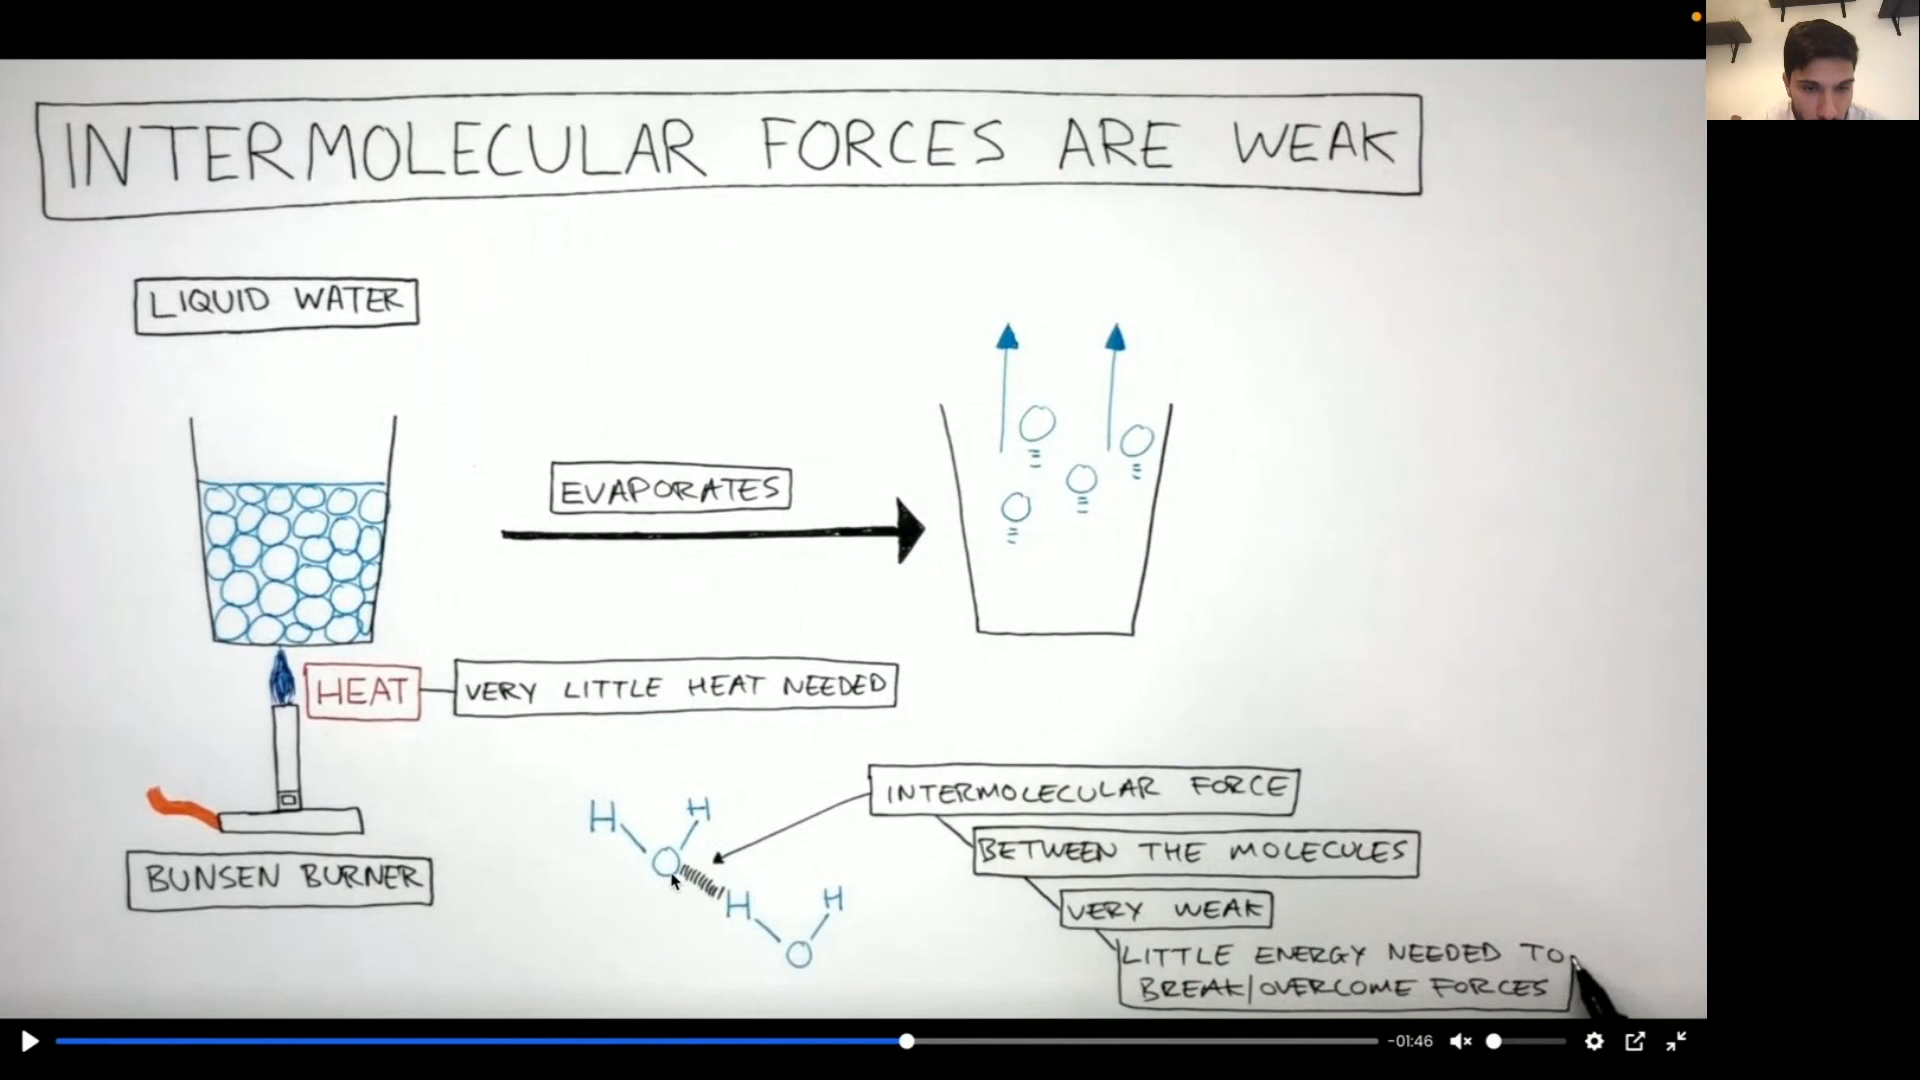 INTERMOLECULAR FORCES ARE WEAK
LIQUID WATER
EVAPORATES
HEAT
VERY LITTLE HEAT NEEDED
BUNSEN BURNER
H
H
O
H
H
O
INTERMOLECULAR FORCE
BETWEEN THE MOLECULES
VERY WEAK
LITTLE ENERGY NEEDED TO
BREAK/OVERCOME FORCES
-01:46